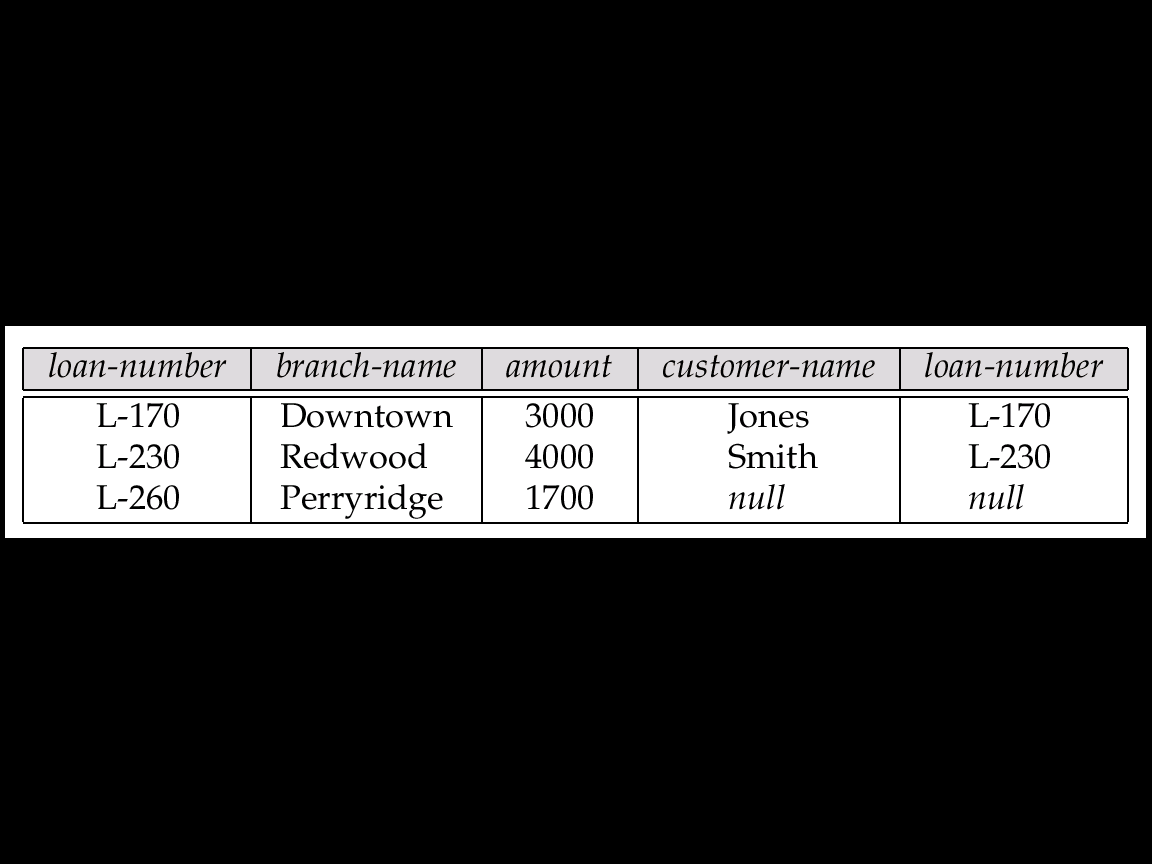 loan-number branch-name amount customer-name loan-number
L-170 Downtown 3000 Jones L-170
L-230 Redwood 4000 Smith L-230
L-260 Perryridge 1700 null null